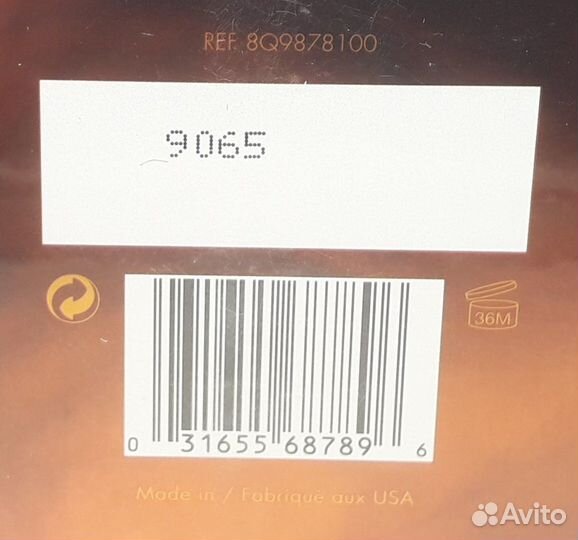 REF. 8Q9878100
9065
36M
0 31655 68789 6
Made in / Fabriqué aux USA
Avito